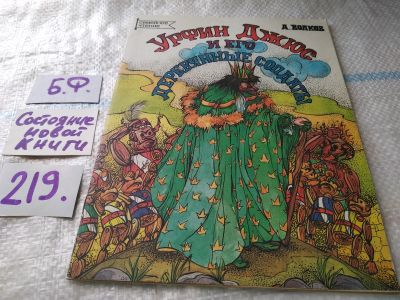 А. ВОЛКОВ
УРФИН ДЖЮС
И ЕГО
ДЕРЕВЯННЫЕ СОЛДАТЫ
Б.Ф.
Состояние
новой
книги
219.